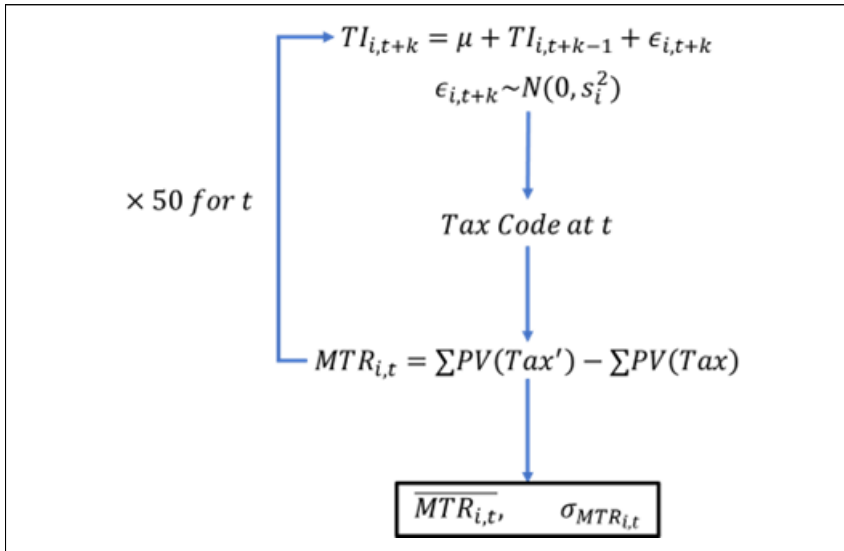 TI_{i,t+k} = μ + TI_{i,t+k−1} + ϵ_{i,t+k}
ϵ_{i,t+k}~N(0, s_i^2)
× 50 for t
Tax Code at t
MTR_{i,t} = ∑PV(Tax′) − ∑PV(Tax)
\overline{MTR_{i,t}}, σ_{MTR_{i,t}}